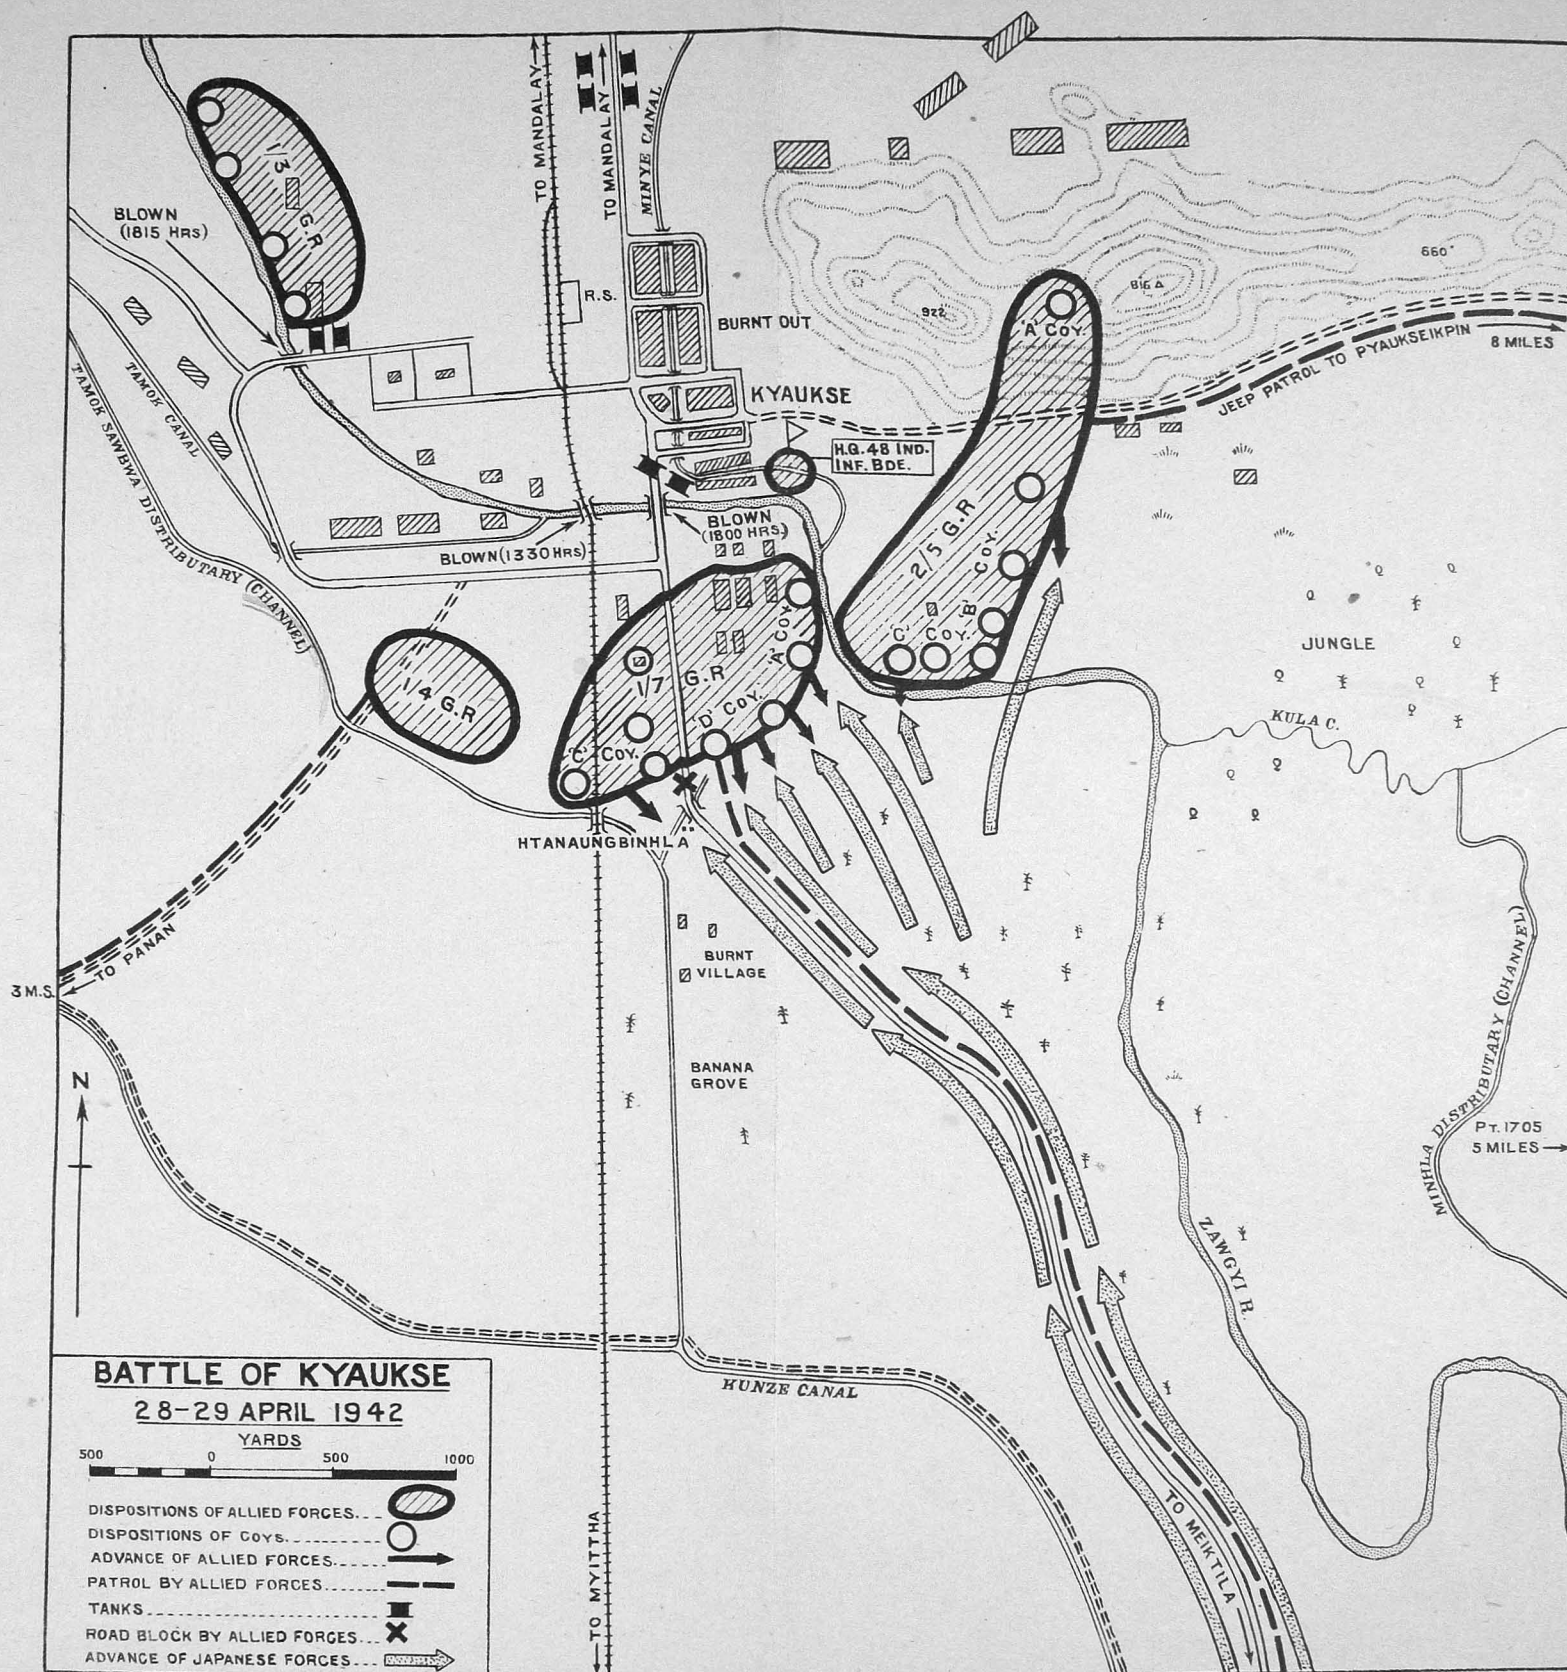 TO MANDALAY
TO MANDALAY
MINYE CANAL
1/3 G.R
BLOWN
(1815 HRS)
R.S.
BURNT OUT
660
816
922
'A' COY.
8 MILES
JEEP PATROL TO PYAUKSEIKPIN
KYAUKSE
TAMOK CANAL
TAMOK SAWBWA DISTRIBUTARY (CHANNEL)
H.Q. 48 IND.
INF. BDE.
BLOWN
(1800 HRS.)
BLOWN (1330 HRS)
2/5 G.R
'B' COY.
'C' COY.
JUNGLE
KULA C.
1/4 G.R
1/7 G.R
'A' COY.
'D' COY.
'C' COY.
HTANAUNGBINHLA
TO PANAN
3 M.S.
BURNT
VILLAGE
BANANA
GROVE
N
MINHLA DISTRIBUTARY (CHANNEL)
PT. 1705
5 MILES
ZAWGYI R.
KUNZE CANAL
TO MEIKTILA
TO MYITTHA
BATTLE OF KYAUKSE
28-29 APRIL 1942
YARDS
500 0 500 1000
DISPOSITIONS OF ALLIED FORCES....
DISPOSITIONS OF COYS.........
ADVANCE OF ALLIED FORCES......
PATROL BY ALLIED FORCES.......
TANKS.................
ROAD BLOCK BY ALLIED FORCES...
ADVANCE OF JAPANESE FORCES...